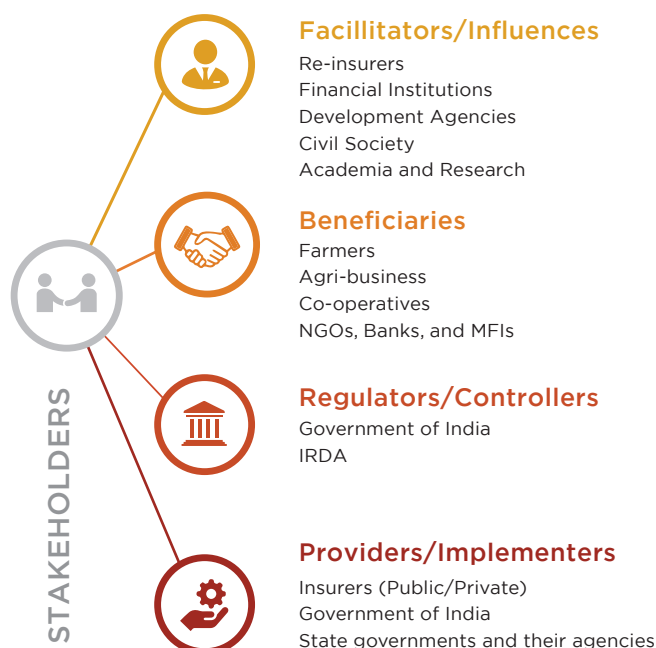 Facillitators/Influences
Re-insurers
Financial Institutions
Development Agencies
Civil Society
Academia and Research
Beneficiaries
Farmers
Agri-business
Co-operatives
NGOs, Banks, and MFIs
Regulators/Controllers
Government of India
IRDA
Providers/Implementers
Insurers (Public/Private)
Government of India
State governments and their agencies
STAKEHOLDERS